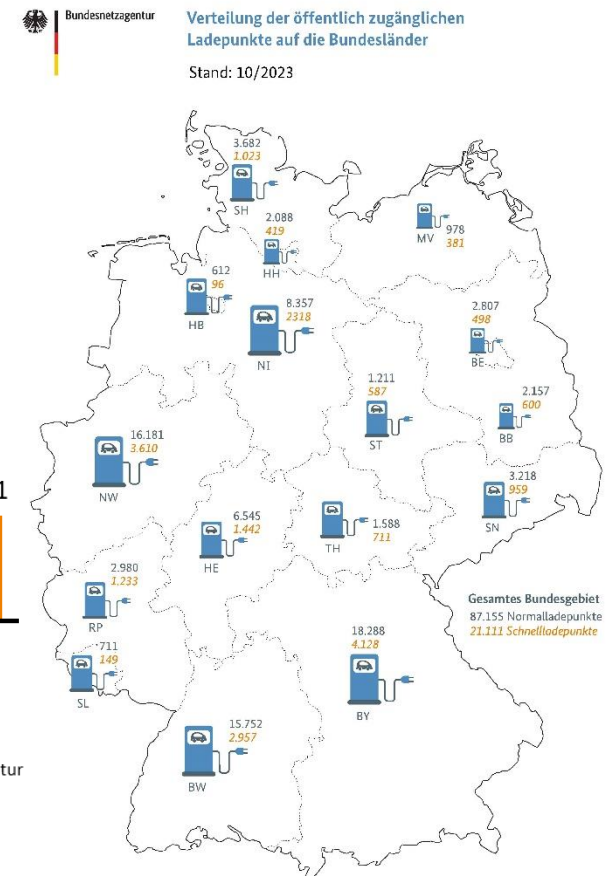 Bundesnetzagentur
Verteilung der öffentlich zugänglichen
Ladepunkte auf die Bundesländer
Stand: 10/2023
3.682
1.023
SH
2.088
419
HH
978
381
MV
612
96
HB
8.357
2318
NI
2.807
498
BE
1.211
587
ST
2.157
600
BB
16.181
3.610
NW
1
3.218
959
SN
6.545
1.442
HE
1.588
711
TH
2.980
1.233
RP
Gesamtes Bundesgebiet
87.155 Normalladepunkte
21.111 Schnellladepunkte
711
149
SL
18.288
4.128
BY
15.752
2.957
BW
tur